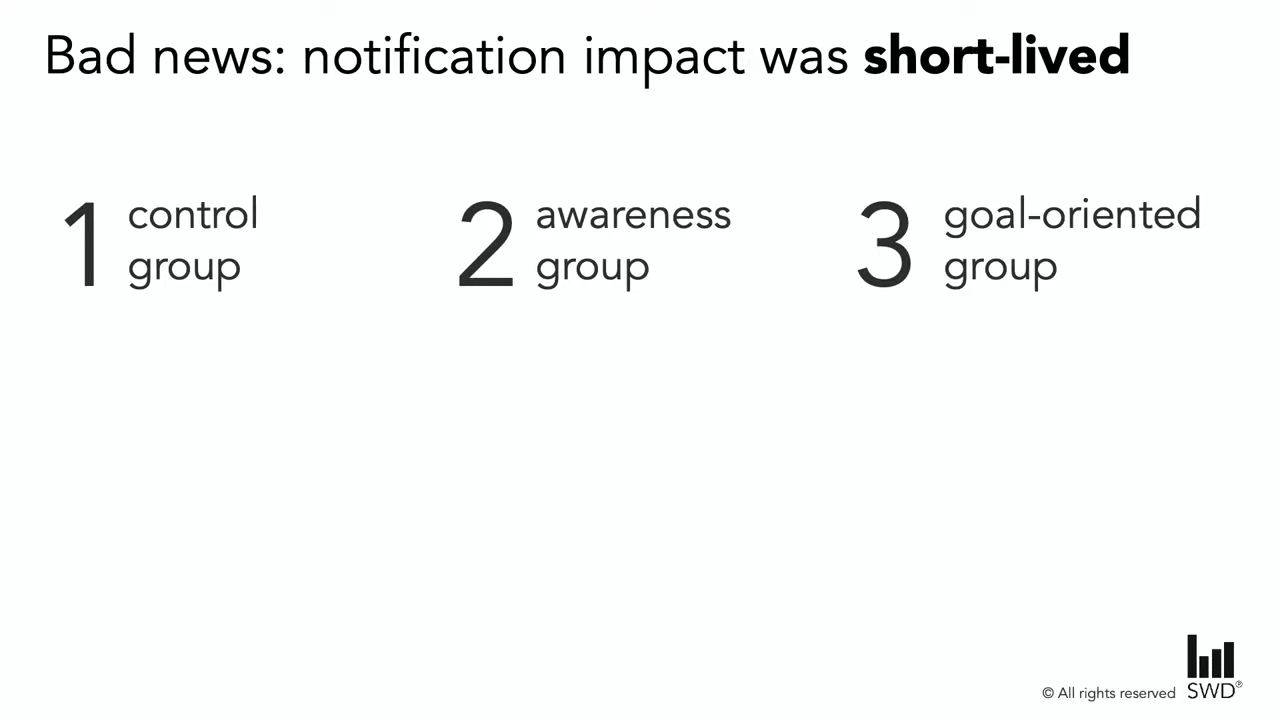 Bad news: notification impact was short-lived
1 control group
2 awareness group
3 goal-oriented group
© All rights reserved
SWD®